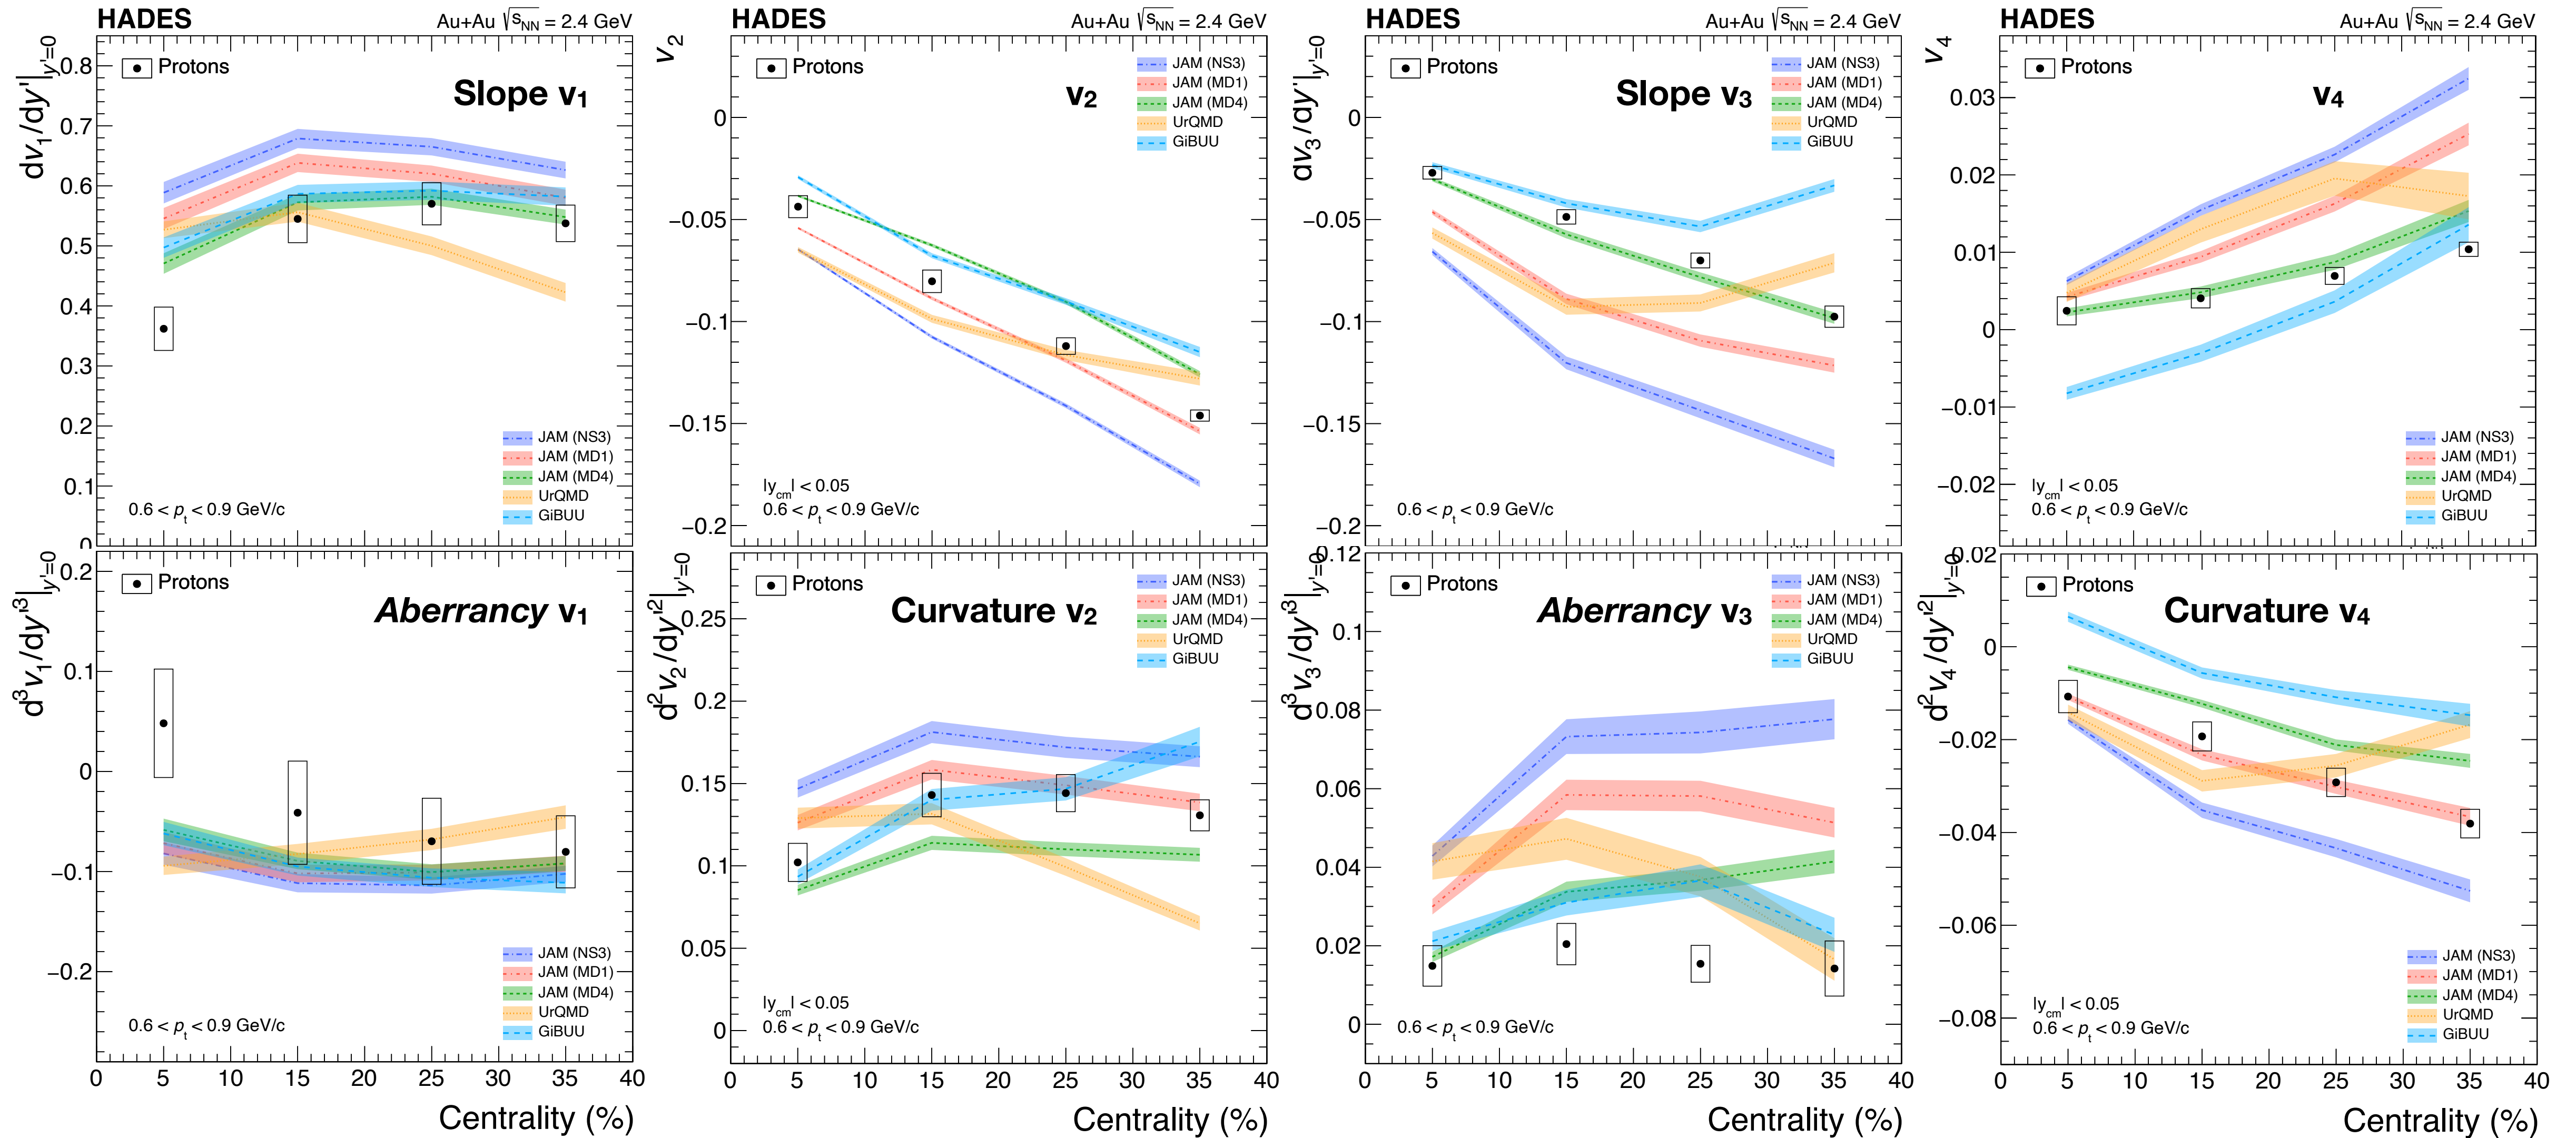 HADES Au+Au √sNN = 2.4 GeV
dv1/dy'|y'=0
Protons
Slope v1
0.8
0.7
0.6
0.5
0.4
0.3
0.2
0.1
0
JAM (NS3)
JAM (MD1)
JAM (MD4)
UrQMD
GiBUU
0.6 < pt < 0.9 GeV/c
HADES Au+Au √sNN = 2.4 GeV
v2
Protons
v2
JAM (NS3)
JAM (MD1)
JAM (MD4)
UrQMD
GiBUU
0
−0.05
−0.1
−0.15
−0.2
|ycm| < 0.05
0.6 < pt < 0.9 GeV/c
HADES Au+Au √sNN = 2.4 GeV
dv3/dy'|y'=0
Protons
Slope v3
JAM (NS3)
JAM (MD1)
JAM (MD4)
UrQMD
GiBUU
0
−0.05
−0.1
−0.15
−0.2
0.6 < pt < 0.9 GeV/c
HADES Au+Au √sNN = 2.4 GeV
v4
Protons
v4
0.03
0.02
0.01
0
−0.01
−0.02
JAM (NS3)
JAM (MD1)
JAM (MD4)
UrQMD
GiBUU
|ycm| < 0.05
0.6 < pt < 0.9 GeV/c
d³v1/dy'³|y'=0
Protons
Aberrancy v1
0.2
0.1
0
−0.1
−0.2
JAM (NS3)
JAM (MD1)
JAM (MD4)
UrQMD
GiBUU
0.6 < pt < 0.9 GeV/c
0 5 10 15 20 25 30 35 40
Centrality (%)
d²v2/dy'²|y'=0
Protons
Curvature v2
JAM (NS3)
JAM (MD1)
JAM (MD4)
UrQMD
GiBUU
0.25
0.2
0.15
0.1
0.05
0
|ycm| < 0.05
0.6 < pt < 0.9 GeV/c
0 5 10 15 20 25 30 35 40
Centrality (%)
d³v3/dy'³|y'=0
Protons
Aberrancy v3
JAM (NS3)
JAM (MD1)
JAM (MD4)
UrQMD
GiBUU
0.12
0.1
0.08
0.06
0.04
0.02
0
0.6 < pt < 0.9 GeV/c
0 5 10 15 20 25 30 35 40
Centrality (%)
d²v4/dy'²|y'=0
Protons
Curvature v4
0.02
0
−0.02
−0.04
−0.06
−0.08
JAM (NS3)
JAM (MD1)
JAM (MD4)
UrQMD
GiBUU
|ycm| < 0.05
0.6 < pt < 0.9 GeV/c
0 5 10 15 20 25 30 35 40
Centrality (%)